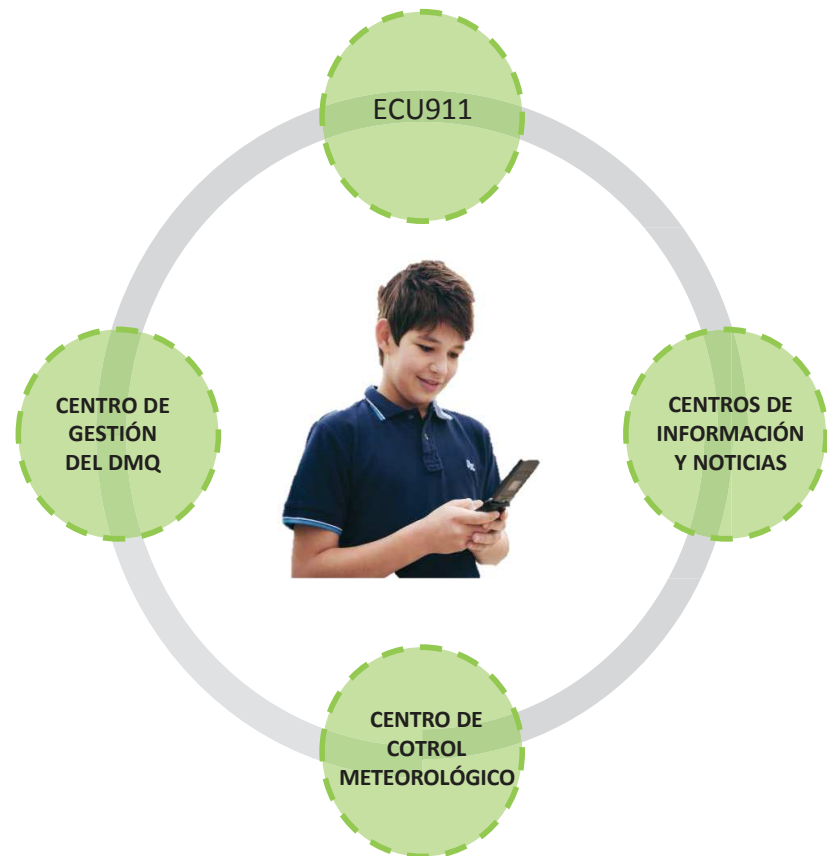 ECU911
CENTRO DE
GESTIÓN
DEL DMQ
CENTROS DE
INFORMACIÓN
Y NOTICIAS
CENTRO DE
COTROL
METEOROLÓGICO